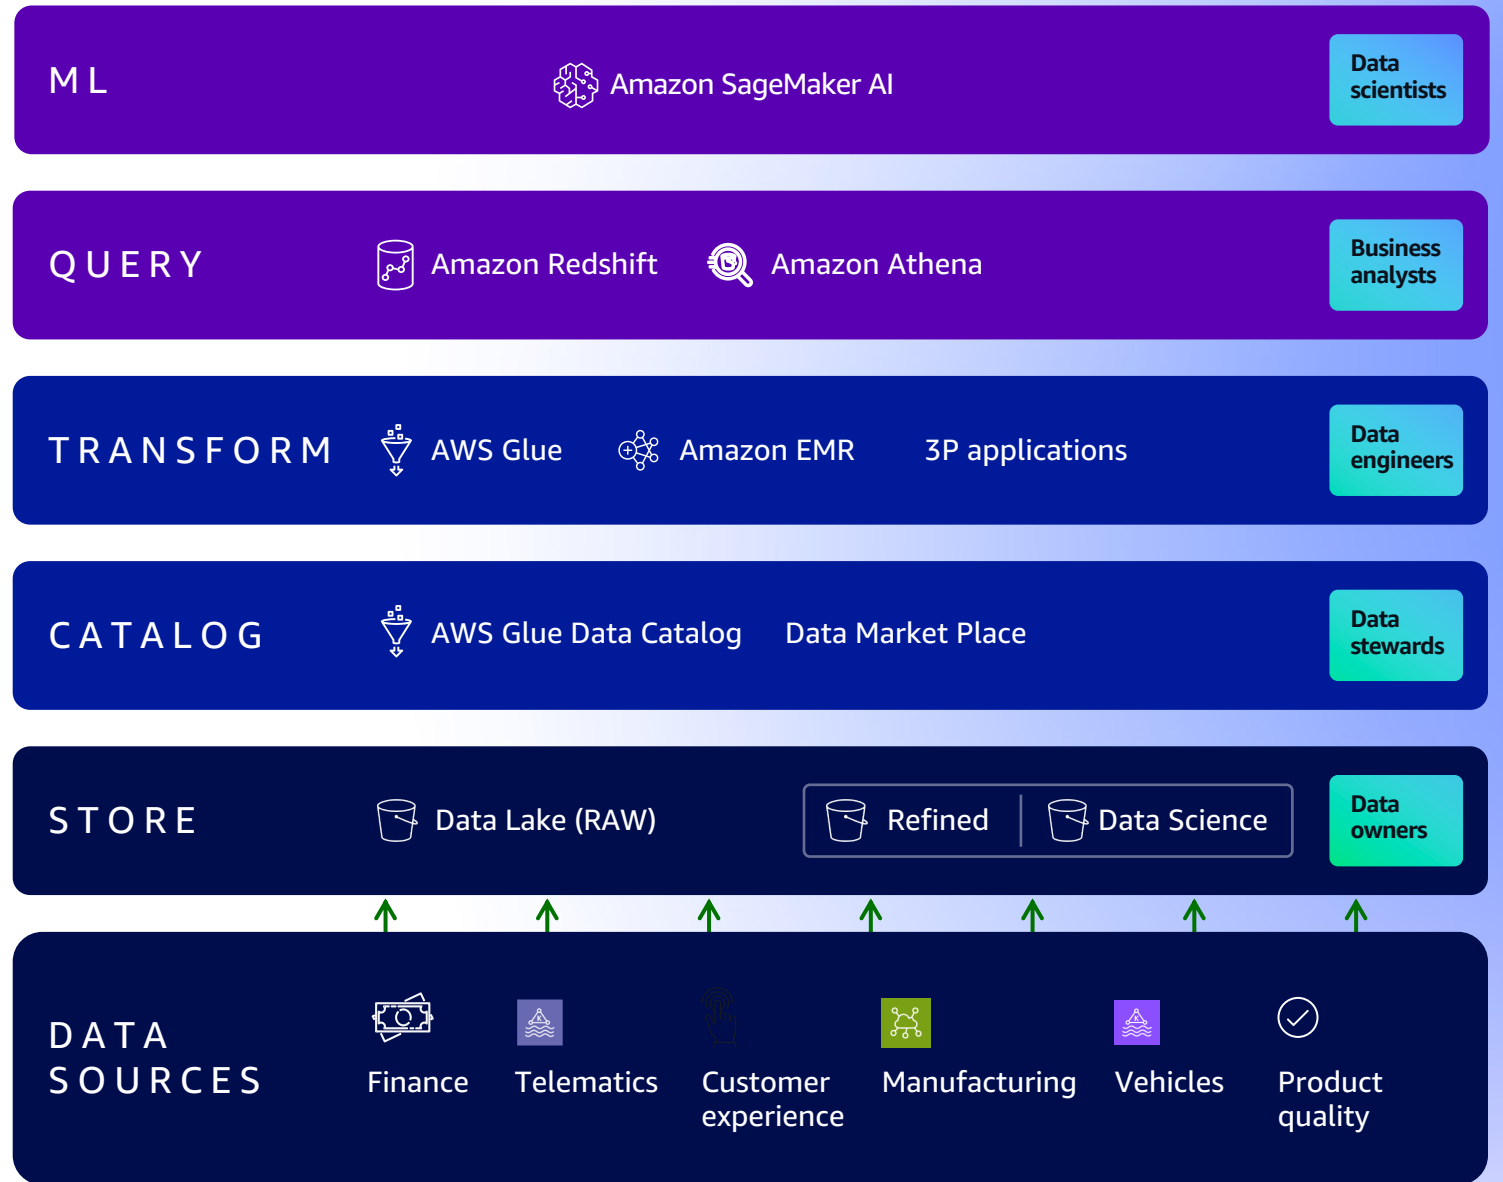 ML
Amazon SageMaker AI
Data
scientists
QUERY
Amazon Redshift
Amazon Athena
Business
analysts
TRANSFORM
AWS Glue
Amazon EMR
3P applications
Data
engineers
CATALOG
AWS Glue Data Catalog
Data Market Place
Data
stewards
STORE
Data Lake (RAW)
Refined
Data Science
Data
owners
DATA
SOURCES
Finance
Telematics
Customer
experience
Manufacturing
Vehicles
Product
quality